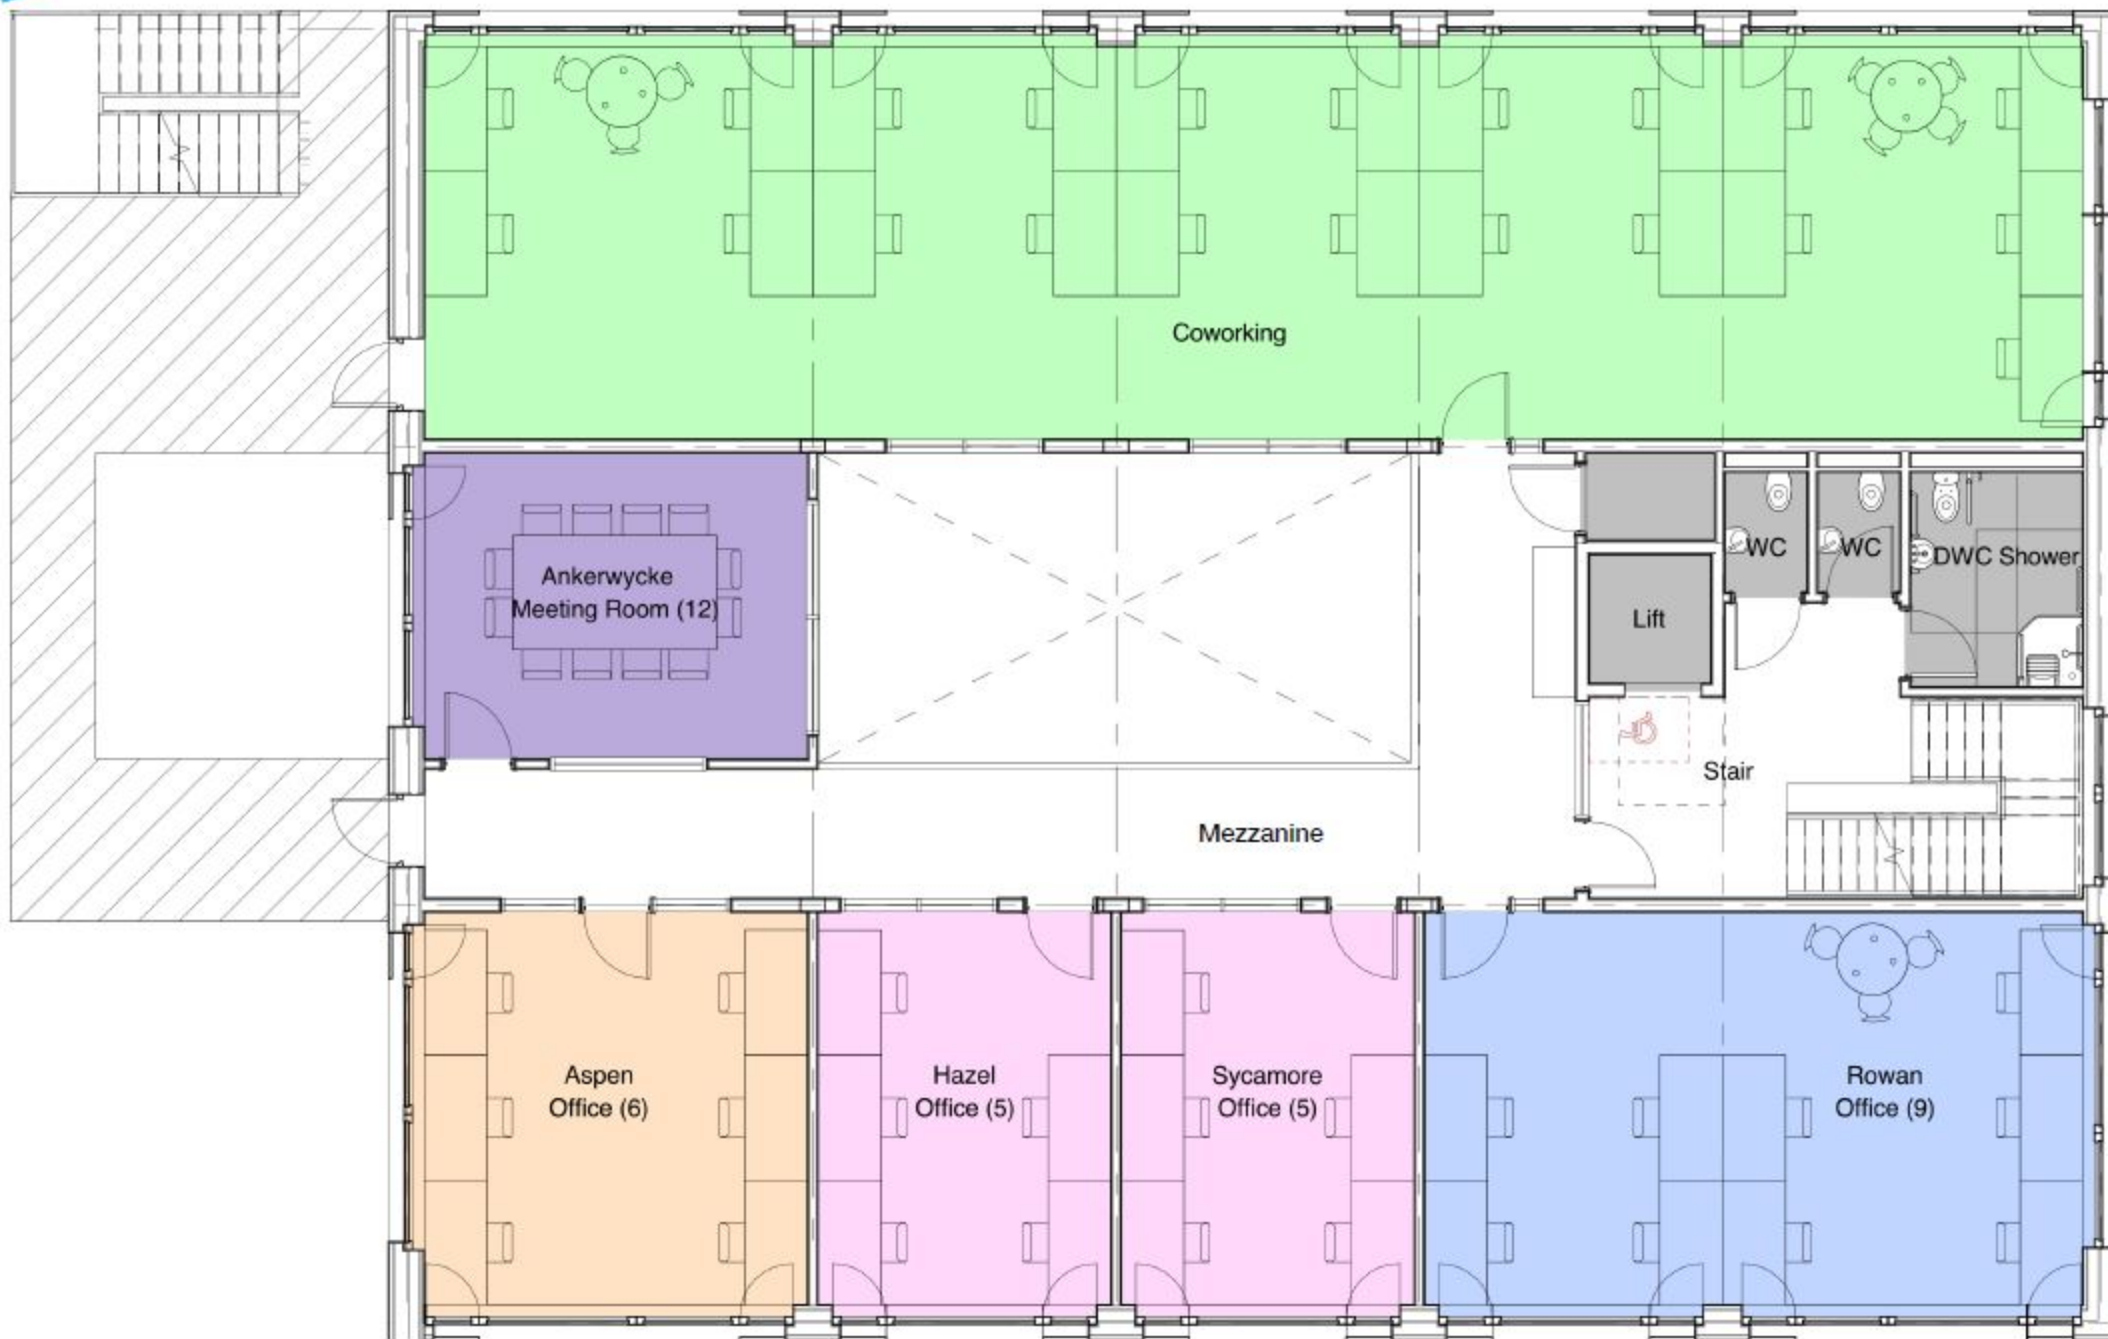 Coworking
Ankerwycke
Meeting Room (12)
WC
WC
DWC Shower
Lift
Stair
Mezzanine
Aspen
Office (6)
Hazel
Office (5)
Sycamore
Office (5)
Rowan
Office (9)